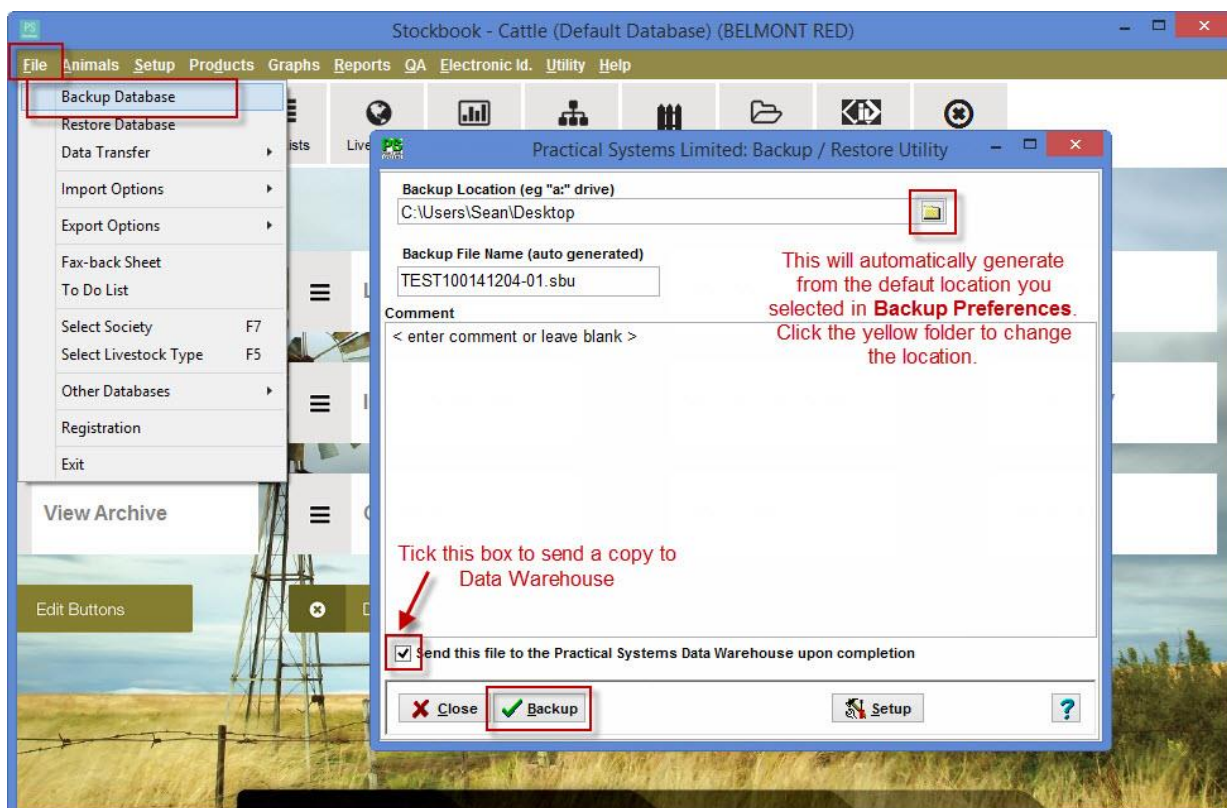 PS
Stockbook - Cattle (Default Database) (BELMONT RED)
File Animals Setup Products Graphs Reports QA Electronic Id. Utility Help
Backup Database
Restore Database
Data Transfer
Import Options
Export Options
Fax-back Sheet
To Do List
Select Society F7
Select Livestock Type F5
Other Databases
Registration
Exit
ists
Live
View Archive
Edit Buttons
PS
Practical Systems Limited: Backup / Restore Utility
Backup Location (eg "a:" drive)
C:\Users\Sean\Desktop
Backup File Name (auto generated)
TEST100141204-01.sbu
This will automatically generate
from the defaut location you
selected in Backup Preferences.
Click the yellow folder to change
the location.
Comment
< enter comment or leave blank >
Tick this box to send a copy to
Data Warehouse
Send this file to the Practical Systems Data Warehouse upon completion
Close
Backup
Setup
?